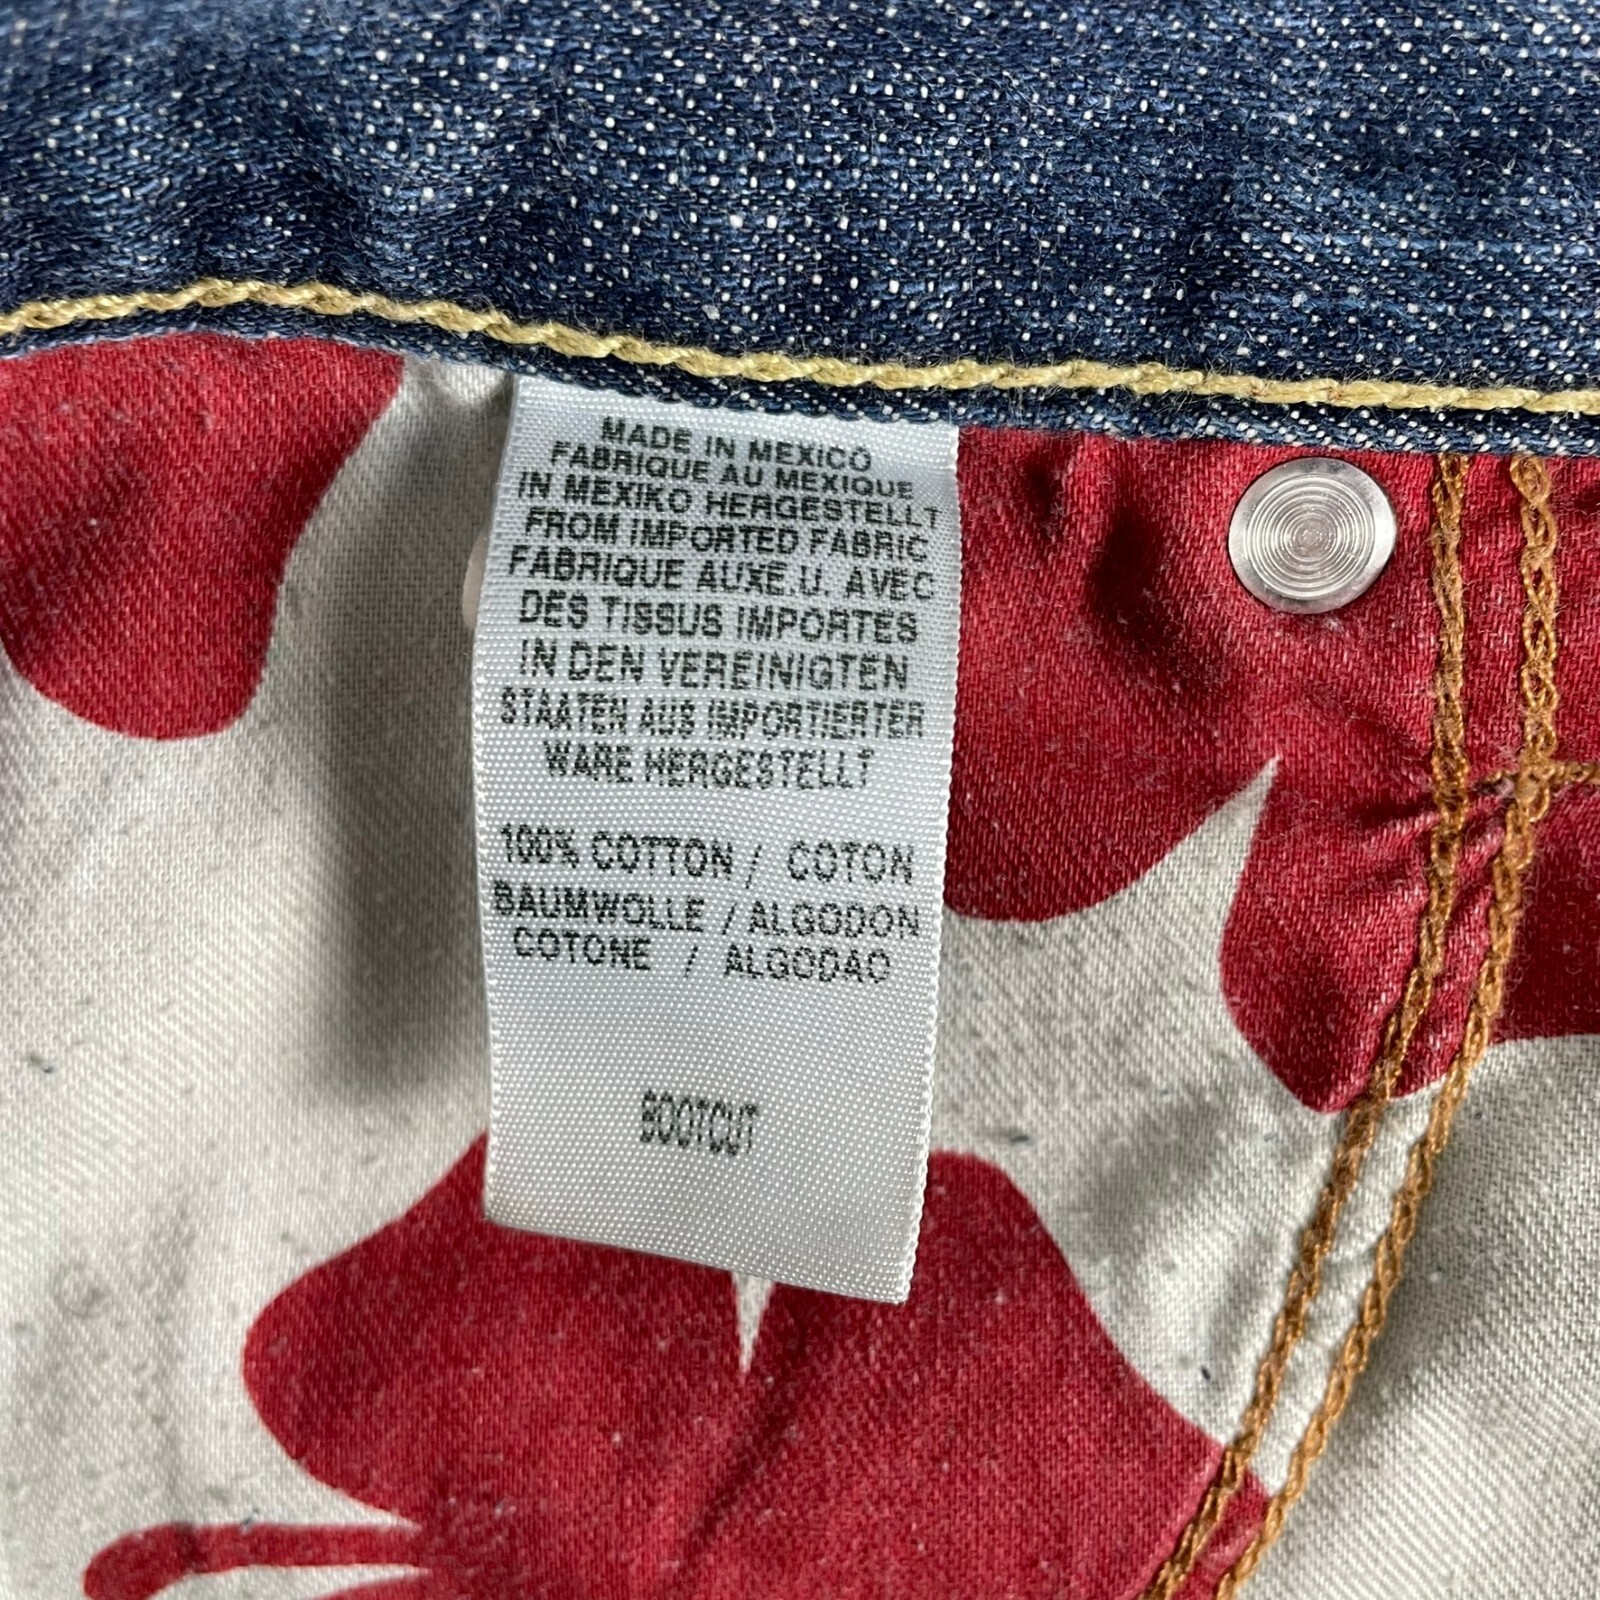 MADE IN MEXICO
FABRIQUE AU MEXIQUE
IN MEXIKO HERGESTELLT
FROM IMPORTED FABRIC
FABRIQUE AUXE.U. AVEC
DES TISSUS IMPORTES
IN DEN VEREINIGTEN
STAATEN AUS IMPORTIERTER
WARE HERGESTELLT
100% COTTON / COTON
BAUMWOLLE / ALGODON
COTONE / ALGODAO
BOOTCUT